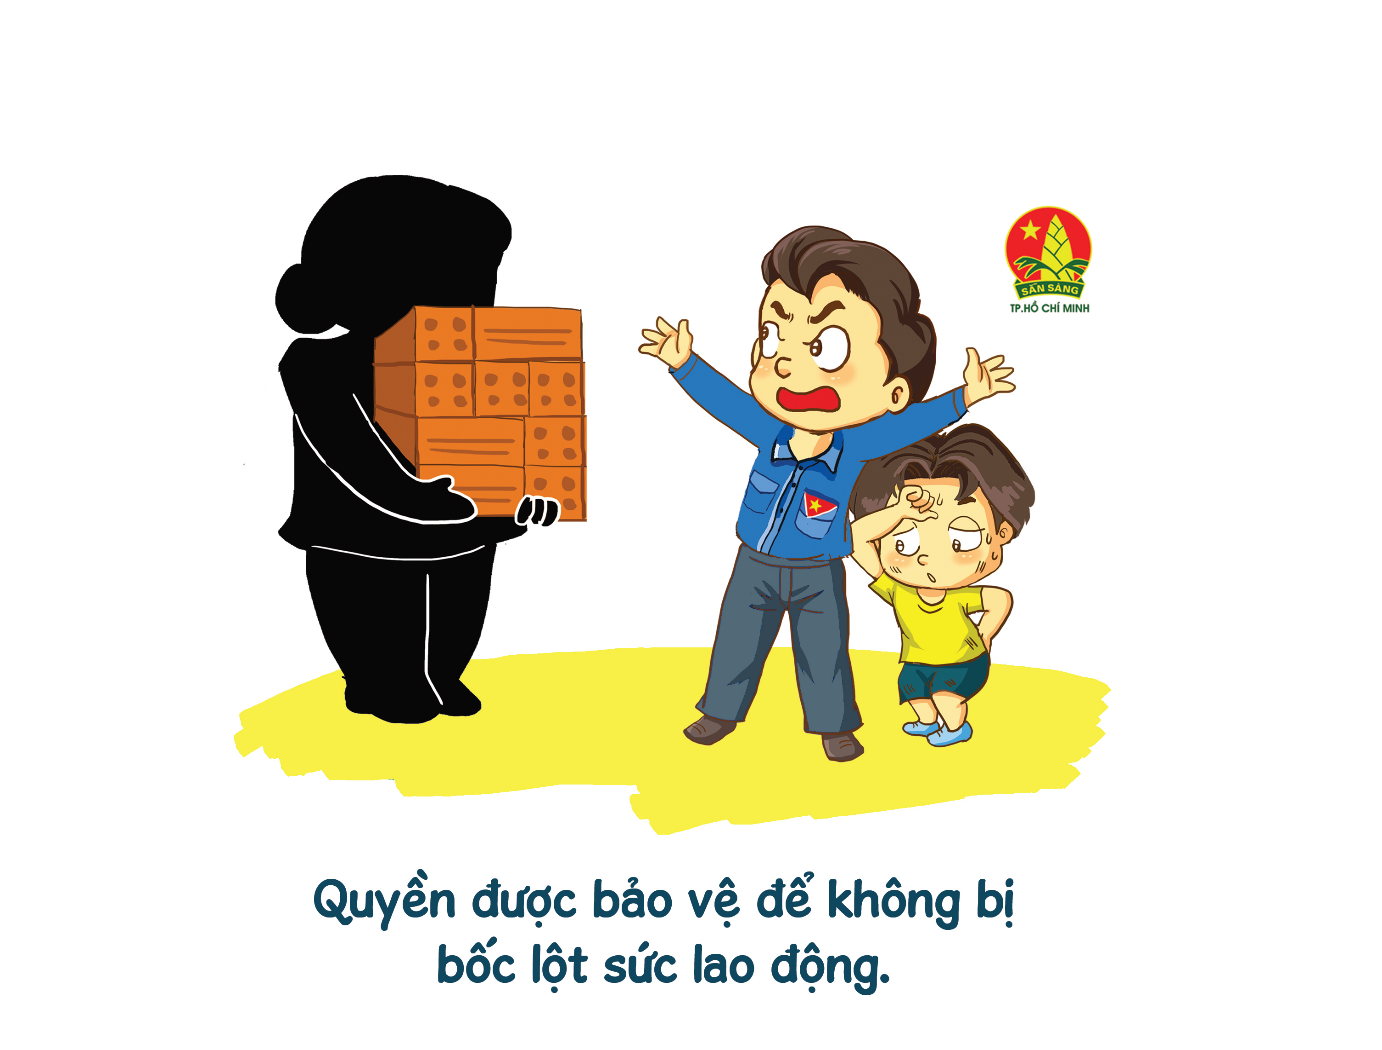 SẴN SÀNG
TP.HỒ CHÍ MINH
Quyền được bảo vệ để không bị
bốc lột sức lao động.